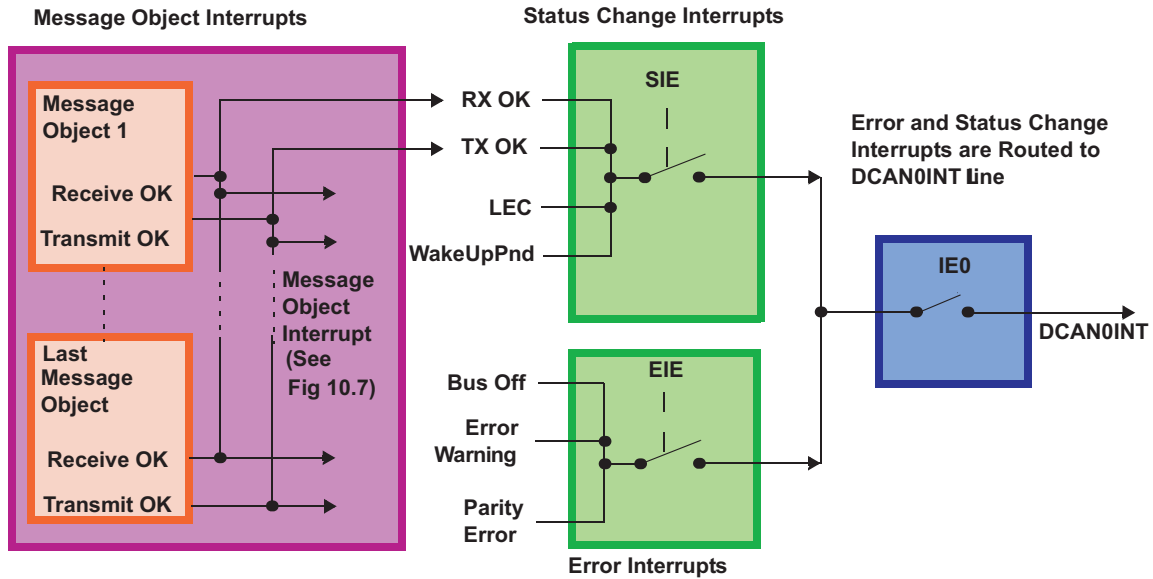 Message Object Interrupts
Status Change Interrupts
Message
Object 1
Receive OK
Transmit OK
Message
Object
Interrupt
(See
Fig 10.7)
Last
Message
Object
Receive OK
Transmit OK
RX OK
TX OK
LEC
WakeUpPnd
SIE
Bus Off
Error
Warning
Parity
Error
EIE
Error Interrupts
Error and Status Change
Interrupts are Routed to
DCAN0INT Line
IE0
DCAN0INT